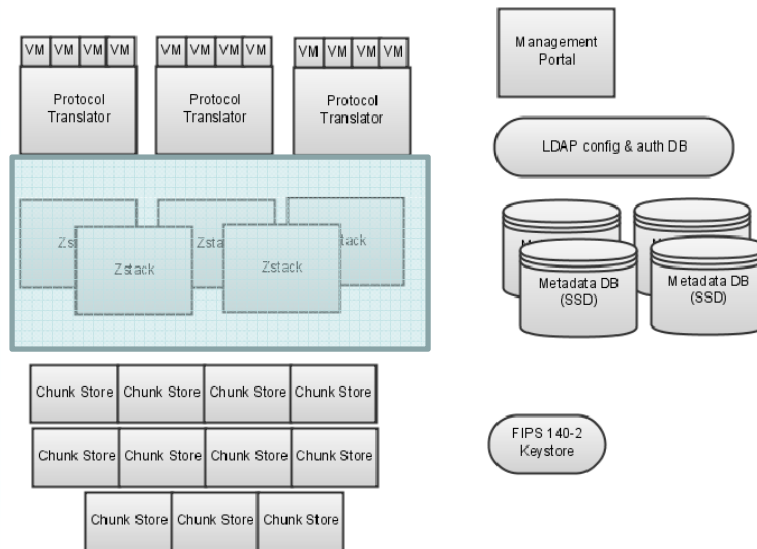 VM VM VM VM
VM VM VM VM
VM VM VM VM
Protocol
Translator
Protocol
Translator
Protocol
Translator
Management
Portal
LDAP config & auth DB
Zstack
Zstack
Metadata DB
(SSD)
Metadata DB
(SSD)
Chunk Store Chunk Store Chunk Store Chunk Store
Chunk Store Chunk Store Chunk Store Chunk Store
Chunk Store Chunk Store Chunk Store
FIPS 140-2
Keystore